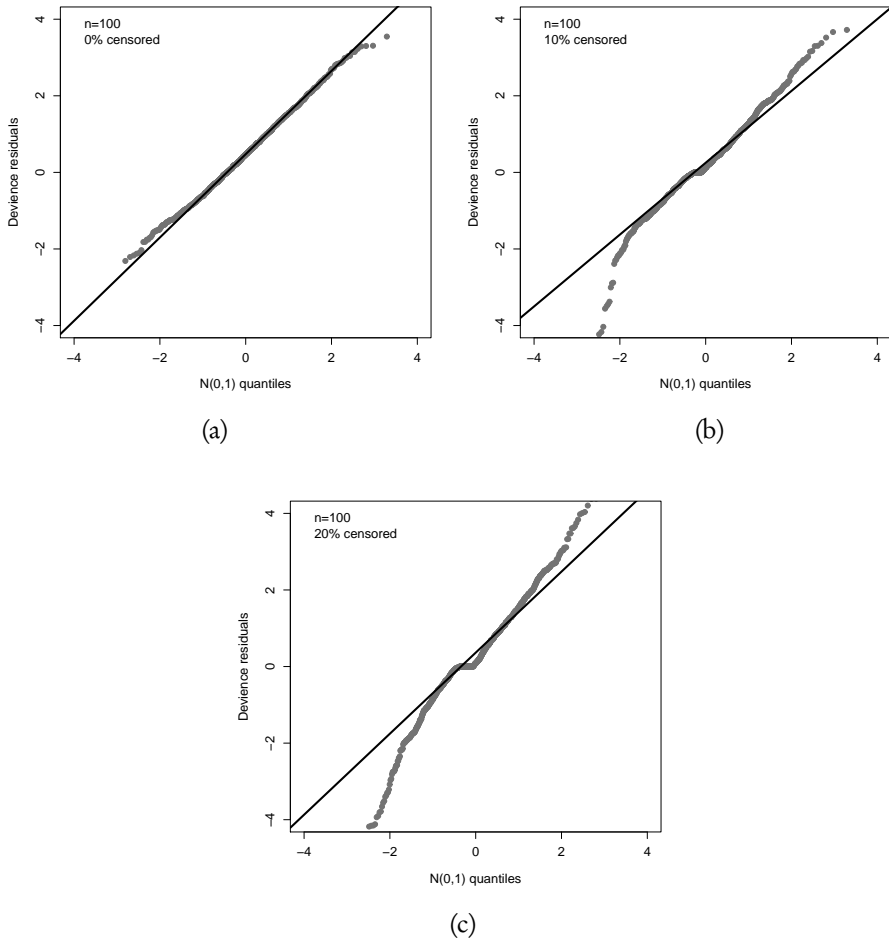 n=100
0% censored
Devience residuals
4
2
0
−2
−4
−4 −2 0 2 4
N(0,1) quantiles
(a)
n=100
10% censored
Devience residuals
4
2
0
−2
−4
−4 −2 0 2 4
N(0,1) quantiles
(b)
n=100
20% censored
Devience residuals
4
2
0
−2
−4
−4 −2 0 2 4
N(0,1) quantiles
(c)